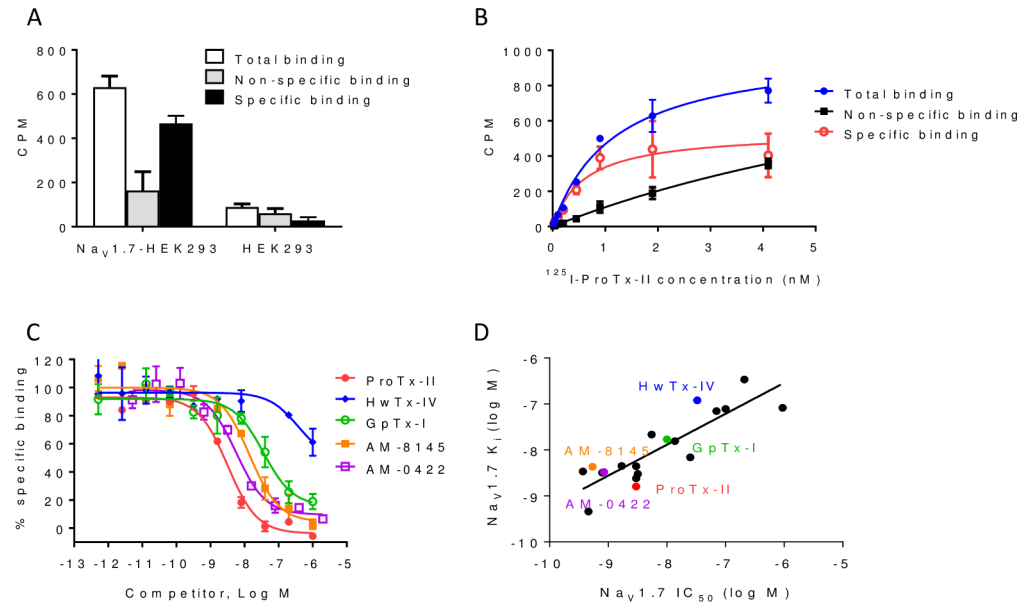 A
800
600
400
200
0
CPM
Total binding
Non-specific binding
Specific binding
NaV1.7-HEK293
HEK293
B
1000
800
600
400
200
0
CPM
0
1
2
3
4
5
125I-ProTx-II concentration (nM)
Total binding
Non-specific binding
Specific binding
C
120
100
80
60
40
20
0
% specific binding
-13
-12
-11
-10
-9
-8
-7
-6
-5
Competitor, Log M
ProTx-II
HwTx-IV
GpTx-I
AM-8145
AM-0422
D
-6
-7
-8
-9
-10
NaV1.7 Ki (log M)
HwTx-IV
AM-8145
GpTx-I
ProTx-II
AM-0422
-10
-9
-8
-7
-6
-5
NaV1.7 IC50 (log M)